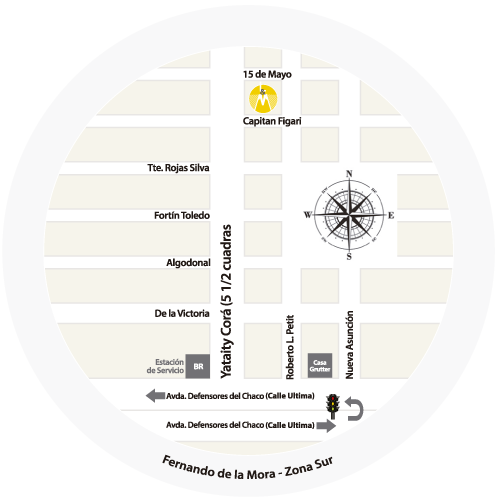 15 de Mayo
& M
Capitan Figari
Tte. Rojas Silva
N
W E
S
Fortín Toledo
Yataity Corá (5 1/2 cuadras
Algodonal
De la Victoria
Roberto L. Petit
Nueva Asunción
Estación
de Servicio
BR
Casa
Grutter
Avda. Defensores del Chaco (Calle Ultima)
Avda. Defensores del Chaco (Calle Ultima)
Fernando de la Mora - Zona Sur